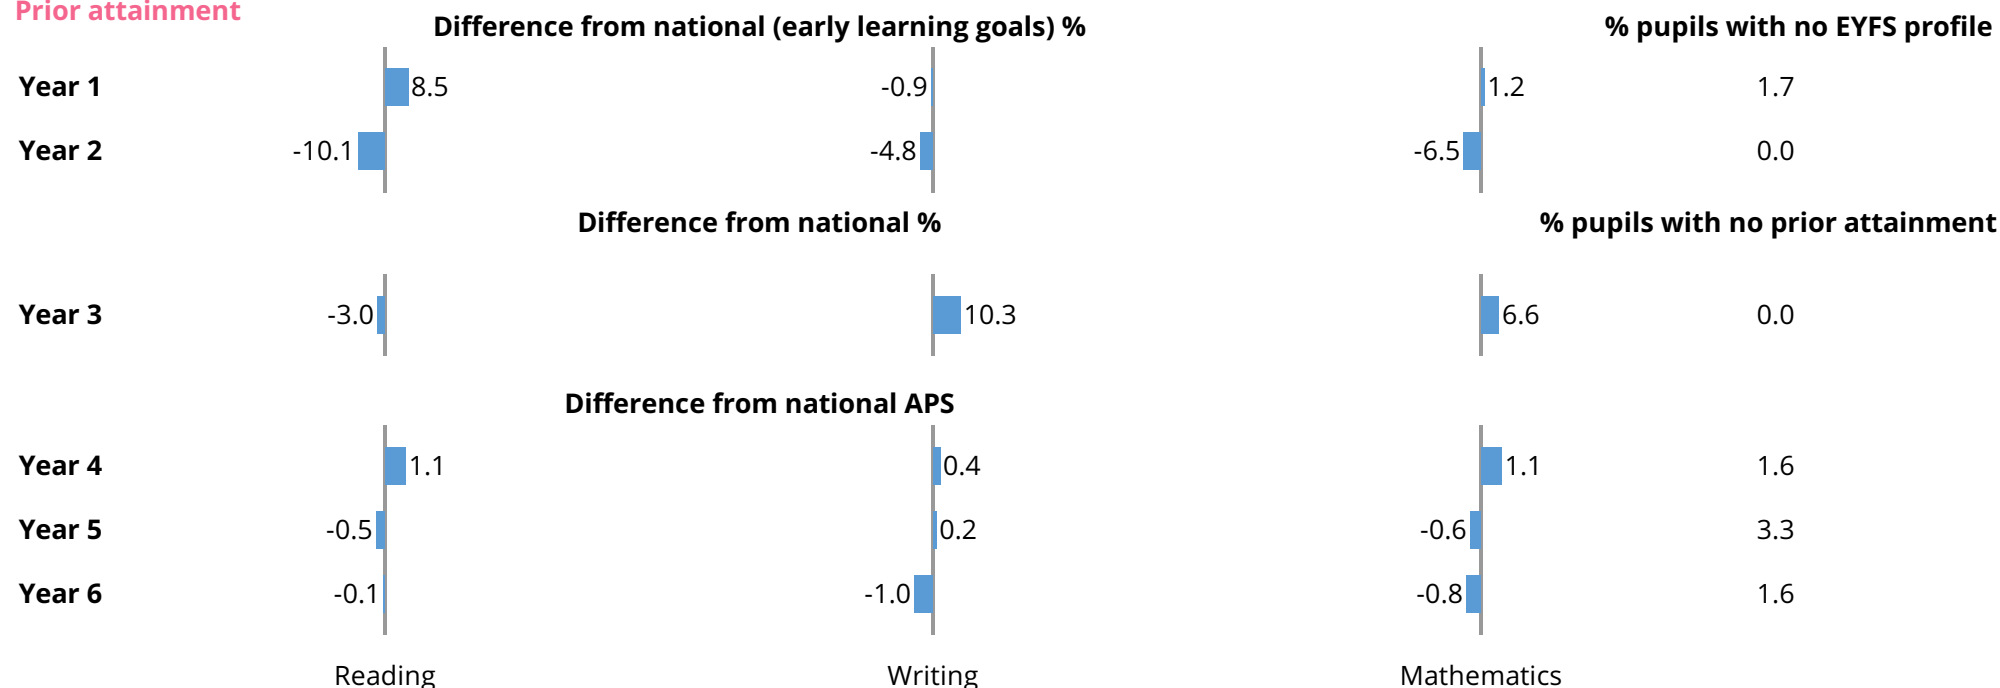 Prior attainment
Difference from national (early learning goals) % % pupils with no EYFS profile
Year 1 8.5 -0.9 1.2 1.7
Year 2 -10.1 -4.8 -6.5 0.0
Difference from national % % pupils with no prior attainment
Year 3 -3.0 10.3 6.6 0.0
Difference from national APS
Year 4 1.1 0.4 1.1 1.6
Year 5 -0.5 0.2 -0.6 3.3
Year 6 -0.1 -1.0 -0.8 1.6
Reading Writing Mathematics